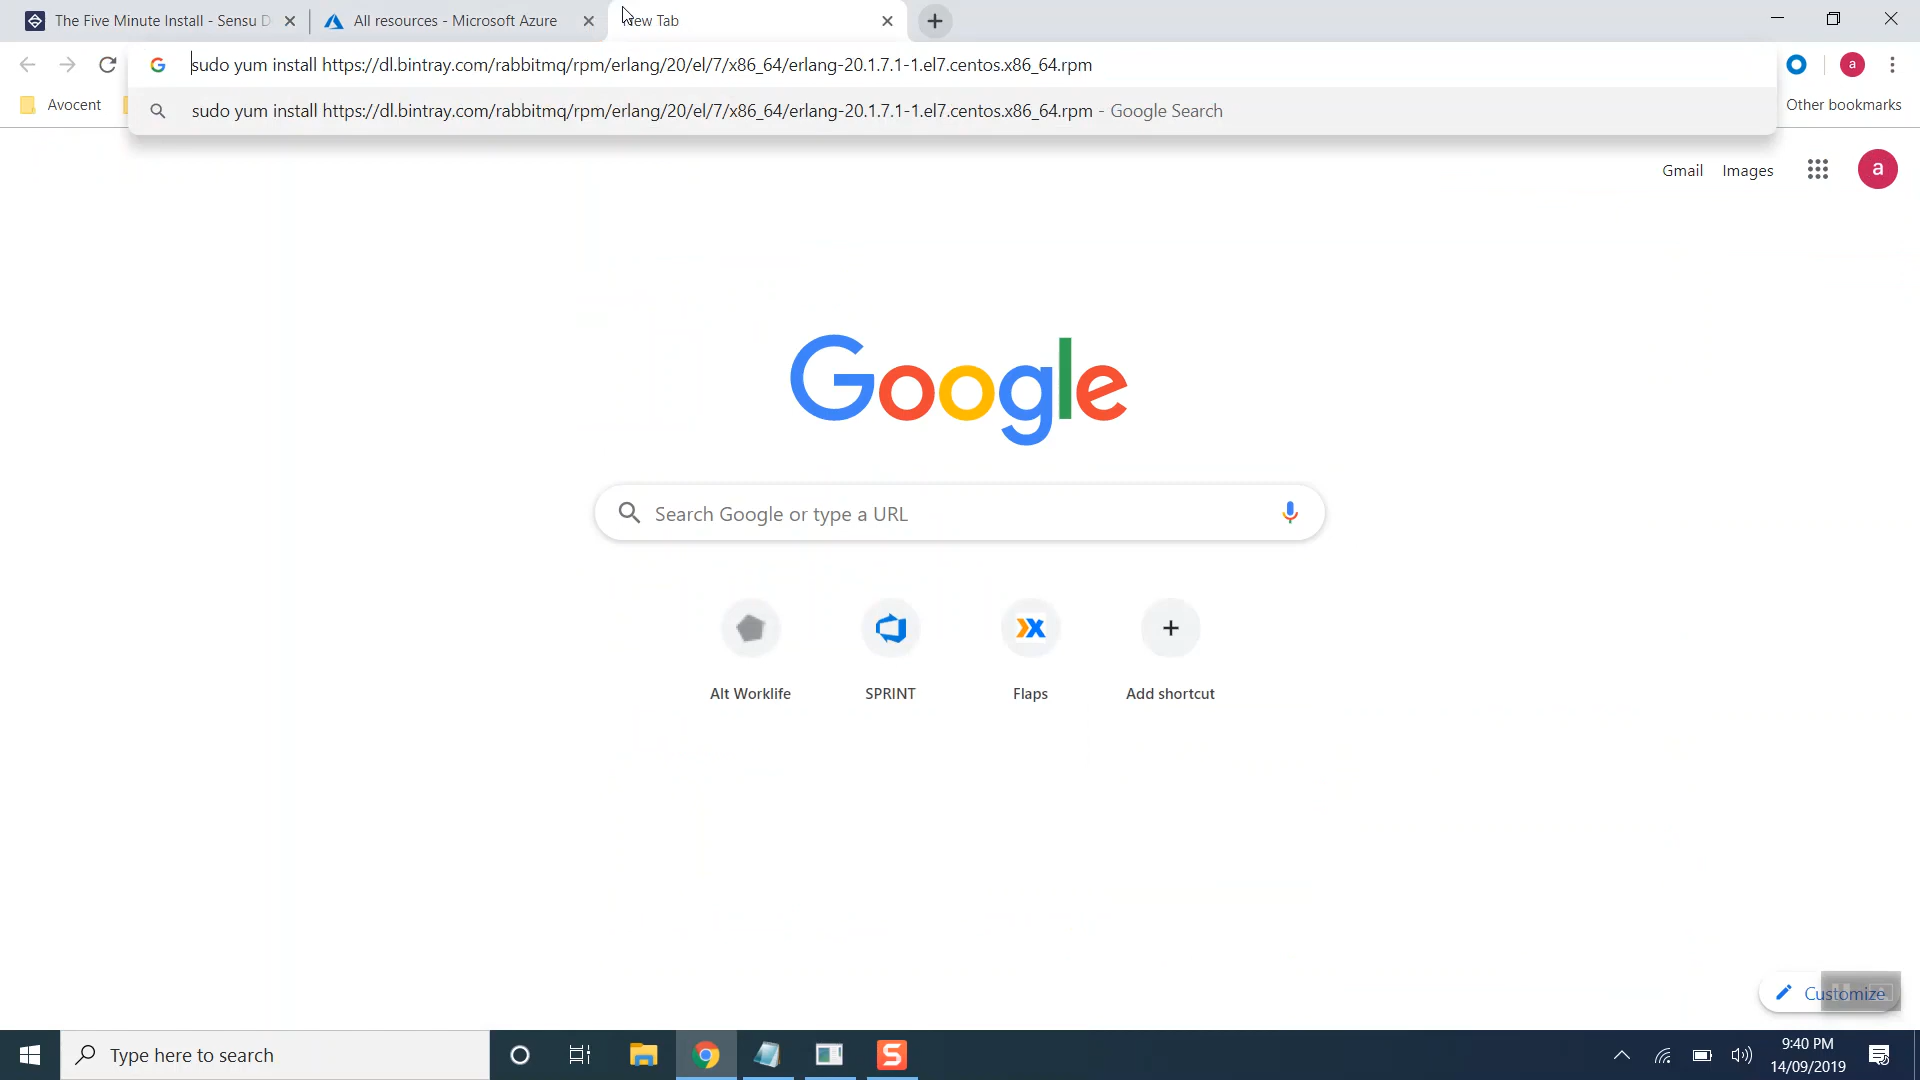 The Five Minute Install - Sensu D
All resources - Microsoft Azure
New Tab
sudo yum install https://dl.bintray.com/rabbitmq/rpm/erlang/20/el/7/x86_64/erlang-20.1.7.1-1.el7.centos.x86_64.rpm
a
Avocent
sudo yum install https://dl.bintray.com/rabbitmq/rpm/erlang/20/el/7/x86_64/erlang-20.1.7.1-1.el7.centos.x86_64.rpm - Google Search
Other bookmarks
Gmail
Images
a
Google
Search Google or type a URL
Alt Worklife
SPRINT
Flaps
Add shortcut
Customize
Type here to search
S
9:40 PM
14/09/2019